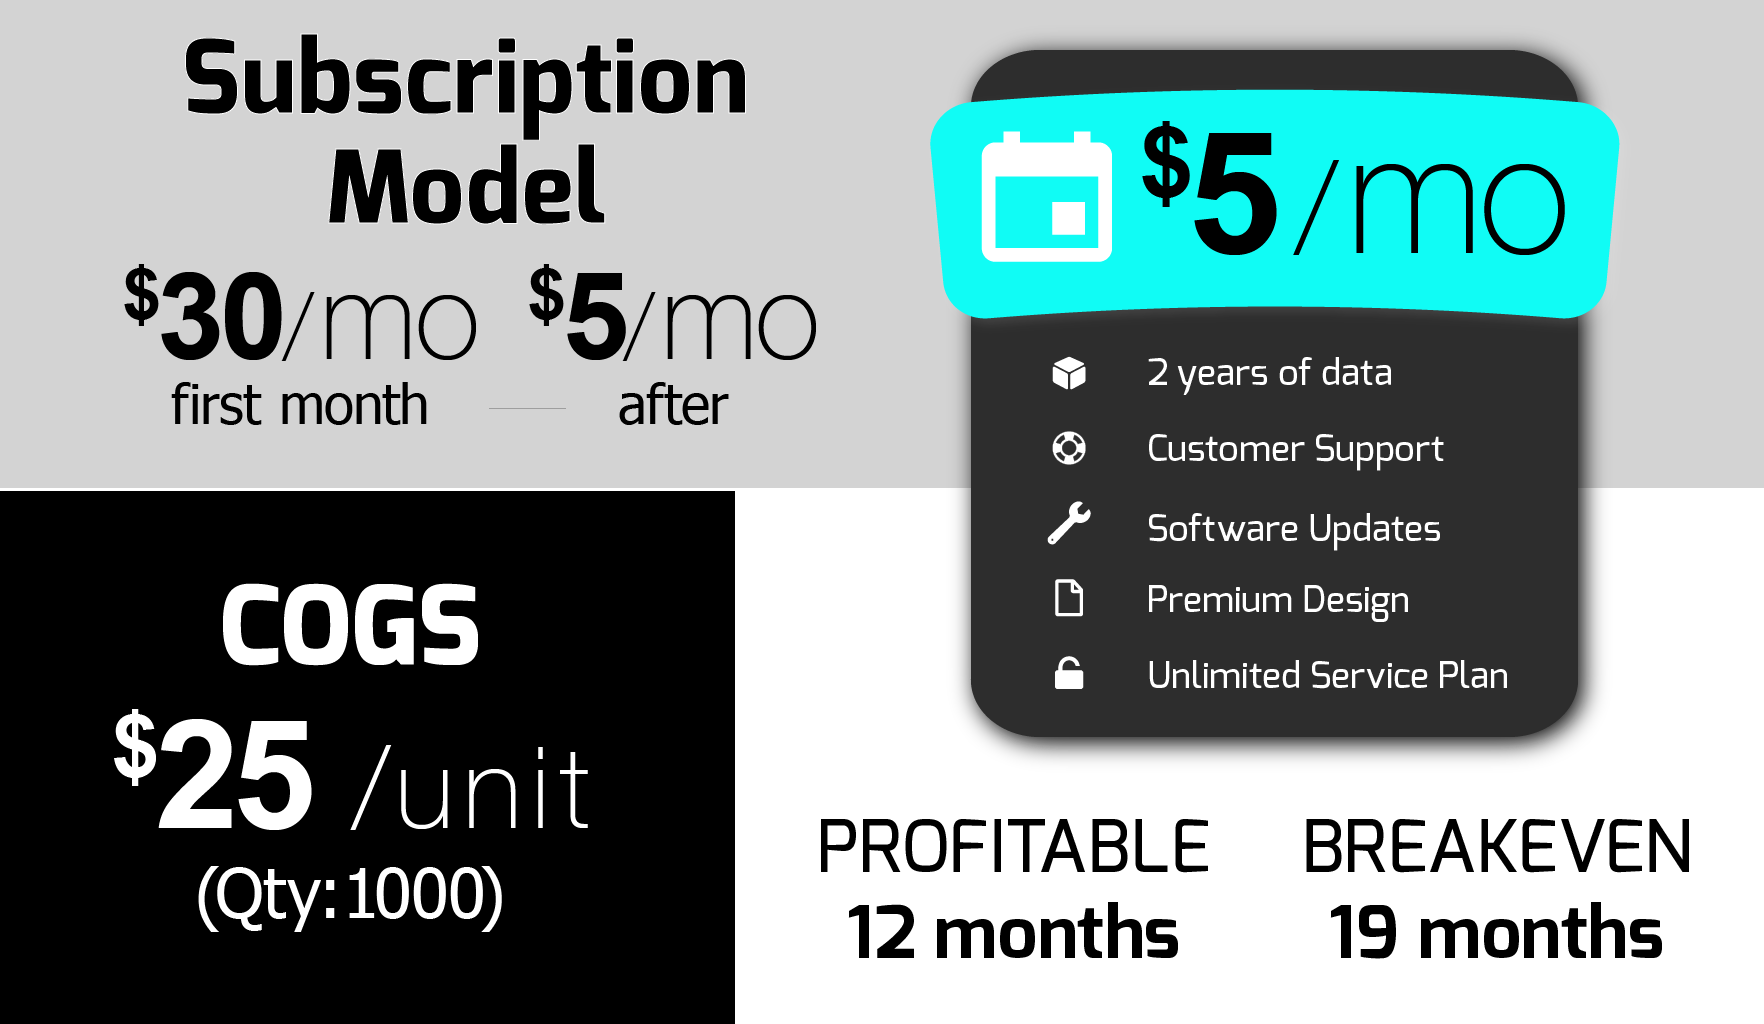 Subscription
Model
$30/mo $5/mo
first month after
$5/mo
2 years of data
Customer Support
Software Updates
Premium Design
Unlimited Service Plan
COGS
$25 /unit
(Qty: 1000)
PROFITABLE
12 months
BREAKEVEN
19 months